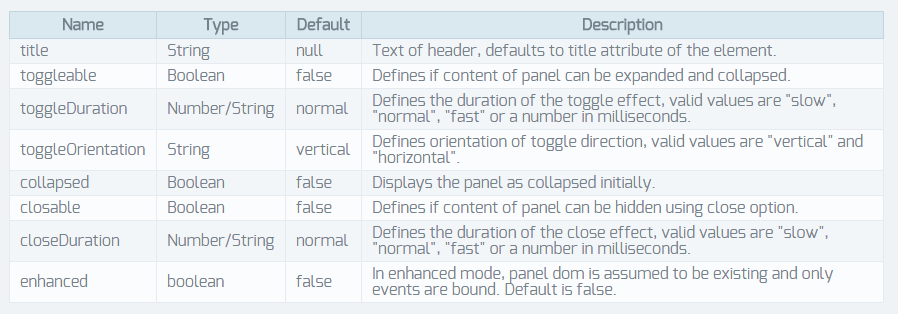 Name Type Default Description
title String null Text of header, defaults to title attribute of the element.
toggleable Boolean false Defines if content of panel can be expanded and collapsed.
toggleDuration Number/String normal Defines the duration of the toggle effect, valid values are "slow",
"normal", "fast" or a number in milliseconds.
toggleOrientation String vertical Defines orientation of toggle direction, valid values are "vertical" and
"horizontal".
collapsed Boolean false Displays the panel as collapsed initially.
closable Boolean false Defines if content of panel can be hidden using close option.
closeDuration Number/String normal Defines the duration of the close effect, valid values are "slow",
"normal", "fast" or a number in milliseconds.
enhanced boolean false In enhanced mode, panel dom is assumed to be existing and only
events are bound. Default is false.